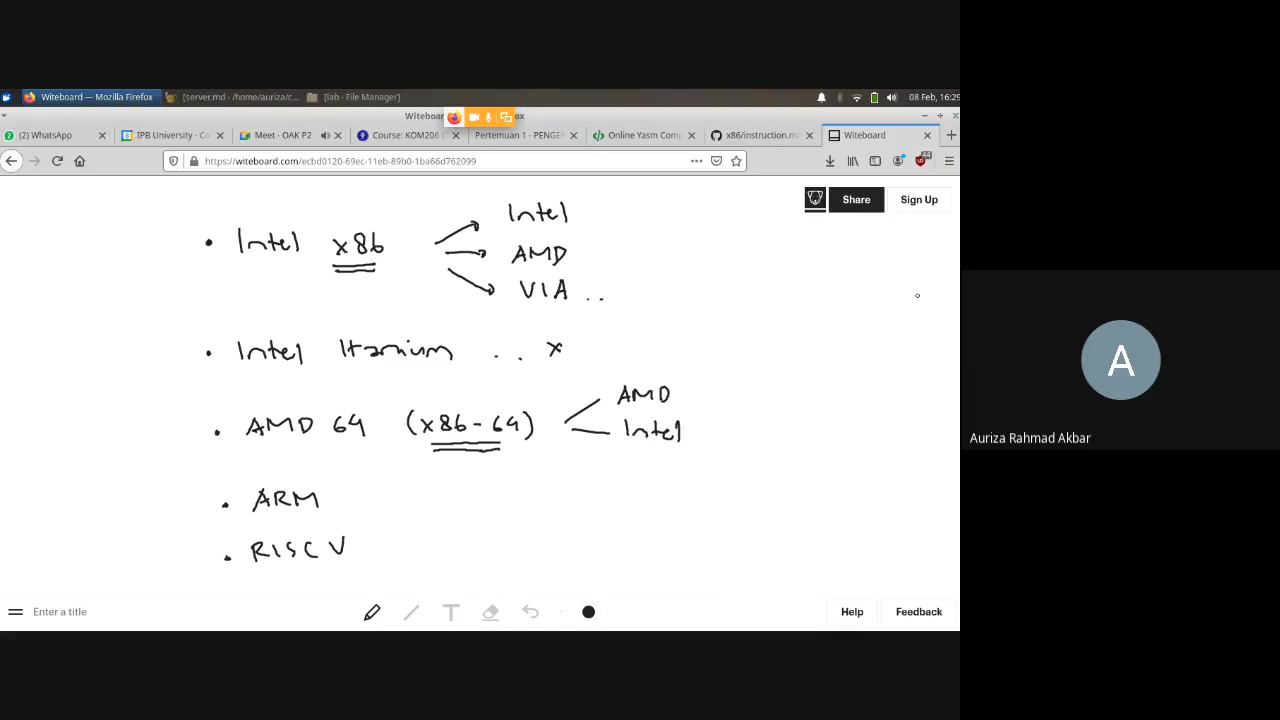 Witeboard — Mozilla Firefox [server.md - /home/auriza/c... [lab - File Manager] 08 Feb, 16:29
(2) WhatsApp IPB University - Ca Meet - OAK P2 Course: KOM206 C Pertemuan 1 - PENGE Online Yasm Comp x86/instruction.m Witeboard
https://witeboard.com/ecbd0120-69ec-11eb-89b0-1ba66d762099
Share Sign Up
Intel
• Intel x86 AMD
VIA ..
• Intel Itanium .. x
AMD
• AMD 64 (x86-64)
Intel
• ARM
• RISC V
Enter a title T Help Feedback
A
Auriza Rahmad Akbar